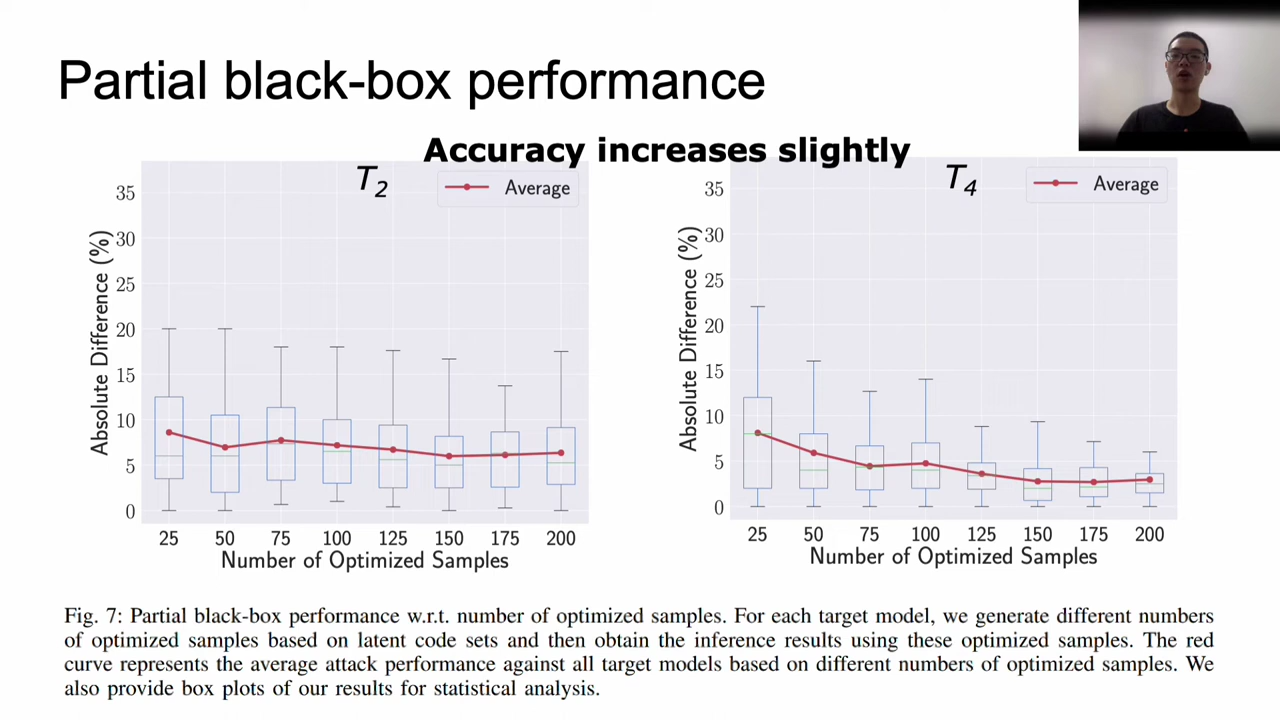 Partial black-box performance
Accuracy increases slightly
T2
Average
Absolute Difference (%)
35
30
25
20
15
10
5
0
25 50 75 100 125 150 175 200
Number of Optimized Samples
T4
Average
Absolute Difference (%)
35
30
25
20
15
10
5
0
25 50 75 100 125 150 175 200
Number of Optimized Samples
Fig. 7: Partial black-box performance w.r.t. number of optimized samples. For each target model, we generate different numbers
of optimized samples based on latent code sets and then obtain the inference results using these optimized samples. The red
curve represents the average attack performance against all target models based on different numbers of optimized samples. We
also provide box plots of our results for statistical analysis.